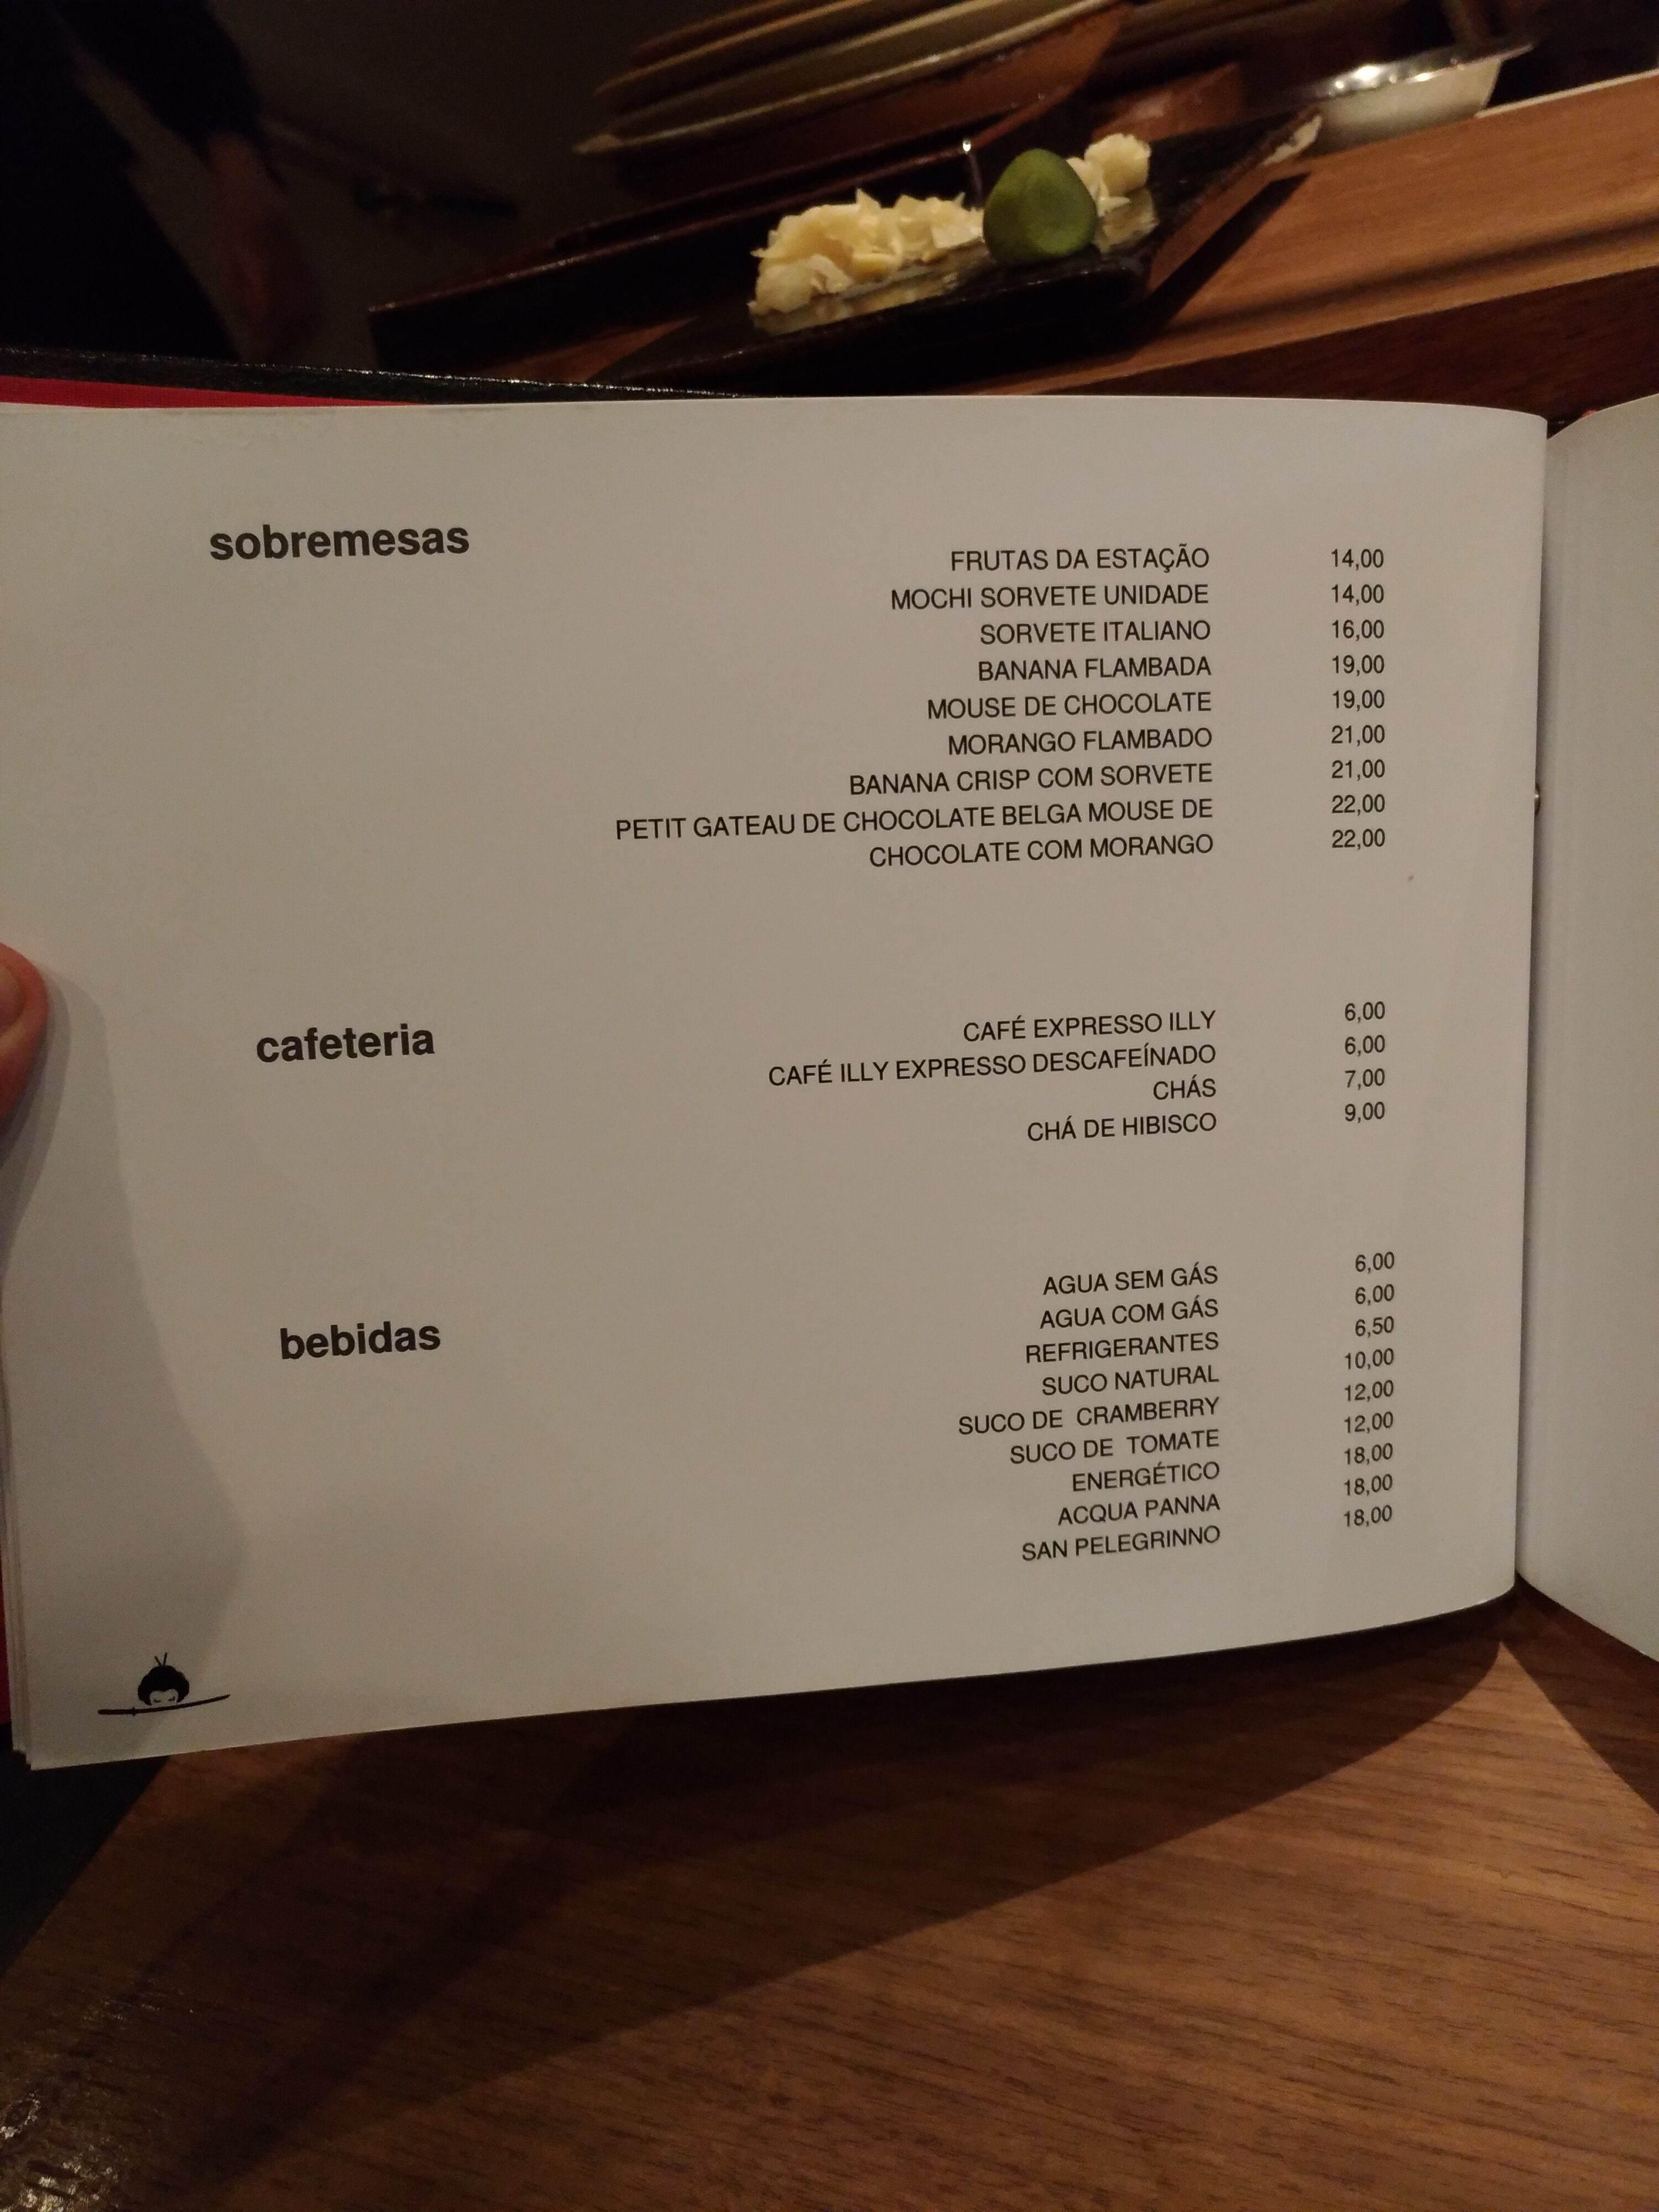 sobremesas
FRUTAS DA ESTAÇÃO 14,00
MOCHI SORVETE UNIDADE 14,00
SORVETE ITALIANO 16,00
BANANA FLAMBADA 19,00
MOUSE DE CHOCOLATE 19,00
MORANGO FLAMBADO 21,00
BANANA CRISP COM SORVETE 21,00
PETIT GATEAU DE CHOCOLATE BELGA MOUSE DE 22,00
CHOCOLATE COM MORANGO 22,00
cafeteria
CAFÉ EXPRESSO ILLY 6,00
CAFÉ ILLY EXPRESSO DESCAFEÍNADO 6,00
CHÁS 7,00
CHÁ DE HIBISCO 9,00
bebidas
AGUA SEM GÁS 6,00
AGUA COM GÁS 6,00
REFRIGERANTES 6,50
SUCO NATURAL 10,00
SUCO DE CRAMBERRY 12,00
SUCO DE TOMATE 12,00
ENERGÉTICO 18,00
ACQUA PANNA 18,00
SAN PELEGRINNO 18,00